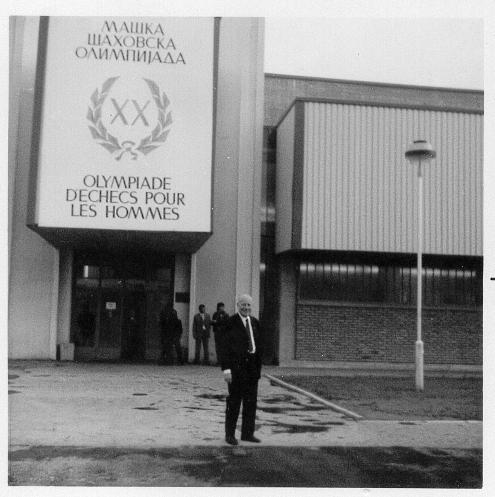 МАШКА
ШАХОВСКА
ОЛИМПИЈАДА
XX
OLYMPIADE
D'ECHECS POUR
LES HOMMES